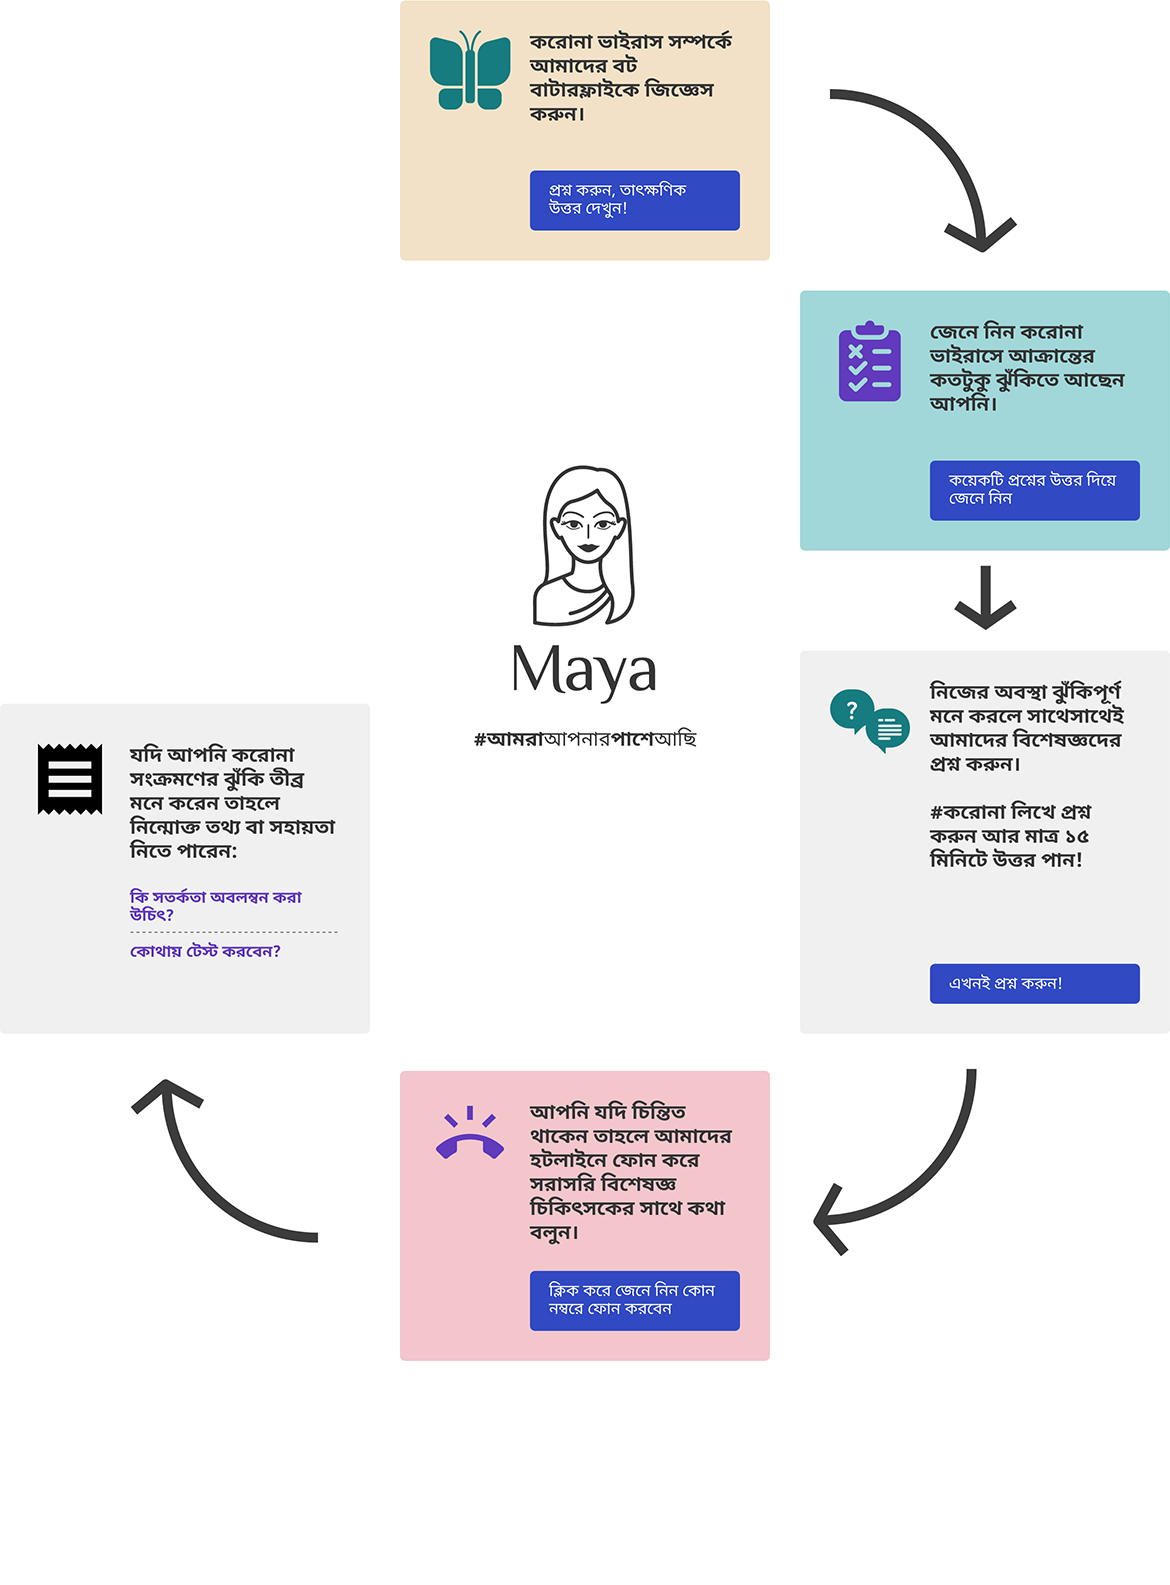 করোনা ভাইরাস সম্পর্কে
আমাদের বট
বাটারফ্লাইকে জিজ্ঞেস
করুন।
প্রশ্ন করুন, তাৎক্ষণিক
উত্তর দেখুন!
জেনে নিন করোনা
ভাইরাসে আক্রান্তের
কতটুকু ঝুঁকিতে আছেন
আপনি।
কয়েকটি প্রশ্নের উত্তর দিয়ে
জেনে নিন
নিজের অবস্থা ঝুঁকিপূর্ণ
মনে করলে সাথেসাথেই
আমাদের বিশেষজ্ঞদের
প্রশ্ন করুন।
#করোনা লিখে প্রশ্ন
করুন আর মাত্র ১৫
মিনিটে উত্তর পান!
এখনই প্রশ্ন করুন!
আপনি যদি চিন্তিত
থাকেন তাহলে আমাদের
হটলাইনে ফোন করে
সরাসরি বিশেষজ্ঞ
চিকিৎসকের সাথে কথা
বলুন।
ক্লিক করে জেনে নিন কোন
নম্বরে ফোন করবেন
যদি আপনি করোনা
সংক্রমণের ঝুঁকি তীব্র
মনে করেন তাহলে
নিন্মোক্ত তথ্য বা সহায়তা
নিতে পারেন:
কি সতর্কতা অবলম্বন করা
উচিৎ?
কোথায় টেস্ট করবেন?
Maya
#আমরাআপনারপাশেআছি